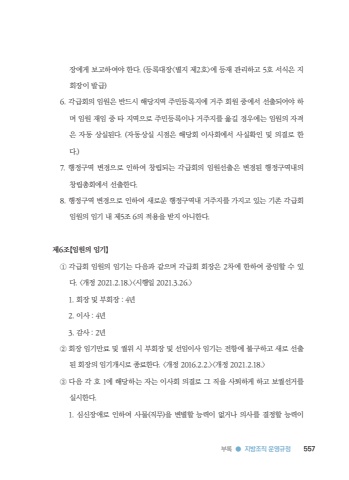 장에게 보고하여야 한다. (등록대장<별지 제2호>에 등재 관리하고 5호 서식은 지
회장이 발급)
6. 각급회의 임원은 반드시 해당지역 주민등록지에 거주 회원 중에서 선출되어야 하
며 임원 재임 중 타 지역으로 주민등록이나 거주지를 옮길 경우에는 임원의 자격
은 자동 상실된다. (자동상실 시점은 해당회 이사회에서 사실확인 및 의결로 한
다.)
7. 행정구역 변경으로 인하여 창립되는 각급회의 임원선출은 변경된 행정구역내의
창립총회에서 선출한다.
8. 행정구역 변경으로 인하여 새로운 행정구역내 거주지를 가지고 있는 기존 각급회
임원의 임기 내 제5조 6의 적용을 받지 아니한다.
제6조【임원의 임기】
① 각급회 임원의 임기는 다음과 같으며 각급회 회장은 2차에 한하여 중임할 수 있
다. <개정 2021.2.18.><시행일 2021.3.26.>
1. 회장 및 부회장 : 4년
2. 이사 : 4년
3. 감사 : 2년
② 회장 임기만료 및 궐위 시 부회장 및 선임이사 임기는 전항에 불구하고 새로 선출
된 회장의 임기개시로 종료한다. <개정 2016.2.2.><개정 2021.2.18.>
③ 다음 각 호 1에 해당하는 자는 이사회 의결로 그 직을 사퇴하게 하고 보궐선거를
실시한다.
1. 심신장애로 인하여 사물(직무)을 변별할 능력이 없거나 의사를 결정할 능력이
부록 ● 지방조직 운영규정 557